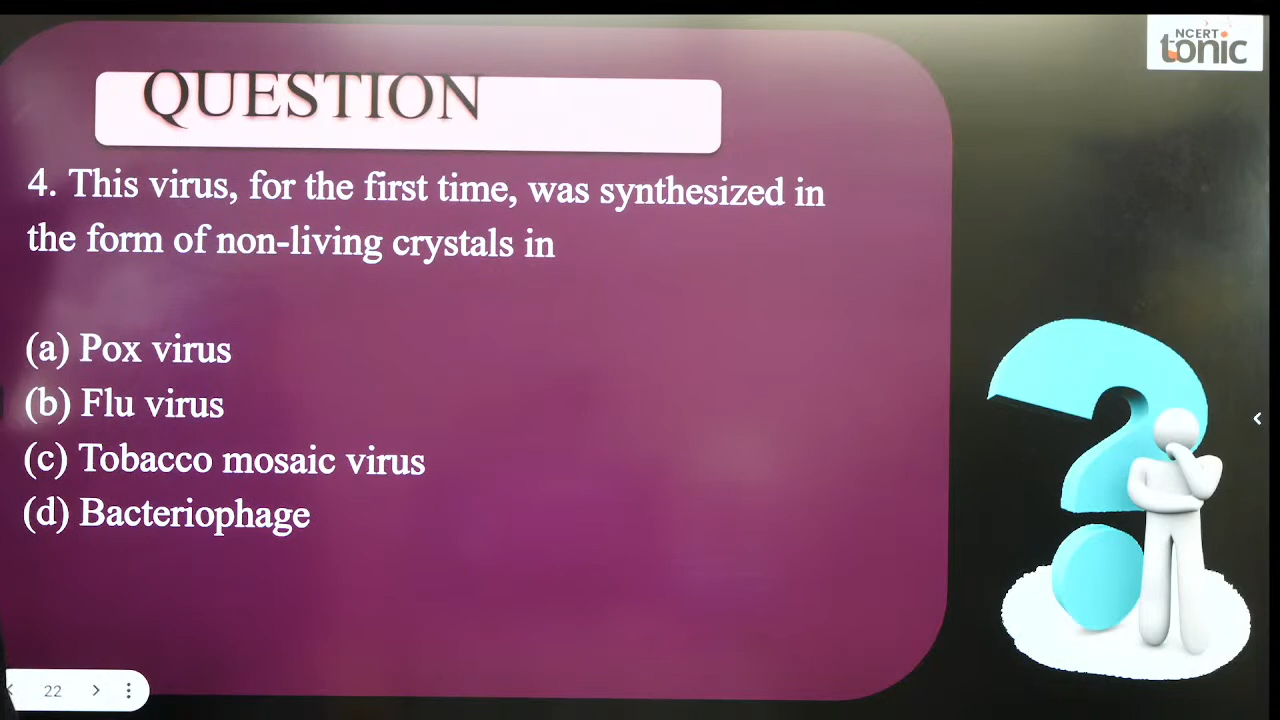 NCERT
tonic
QUESTION
4. This virus, for the first time, was synthesized in
the form of non-living crystals in
(a) Pox virus
(b) Flu virus
(c) Tobacco mosaic virus
(d) Bacteriophage
22